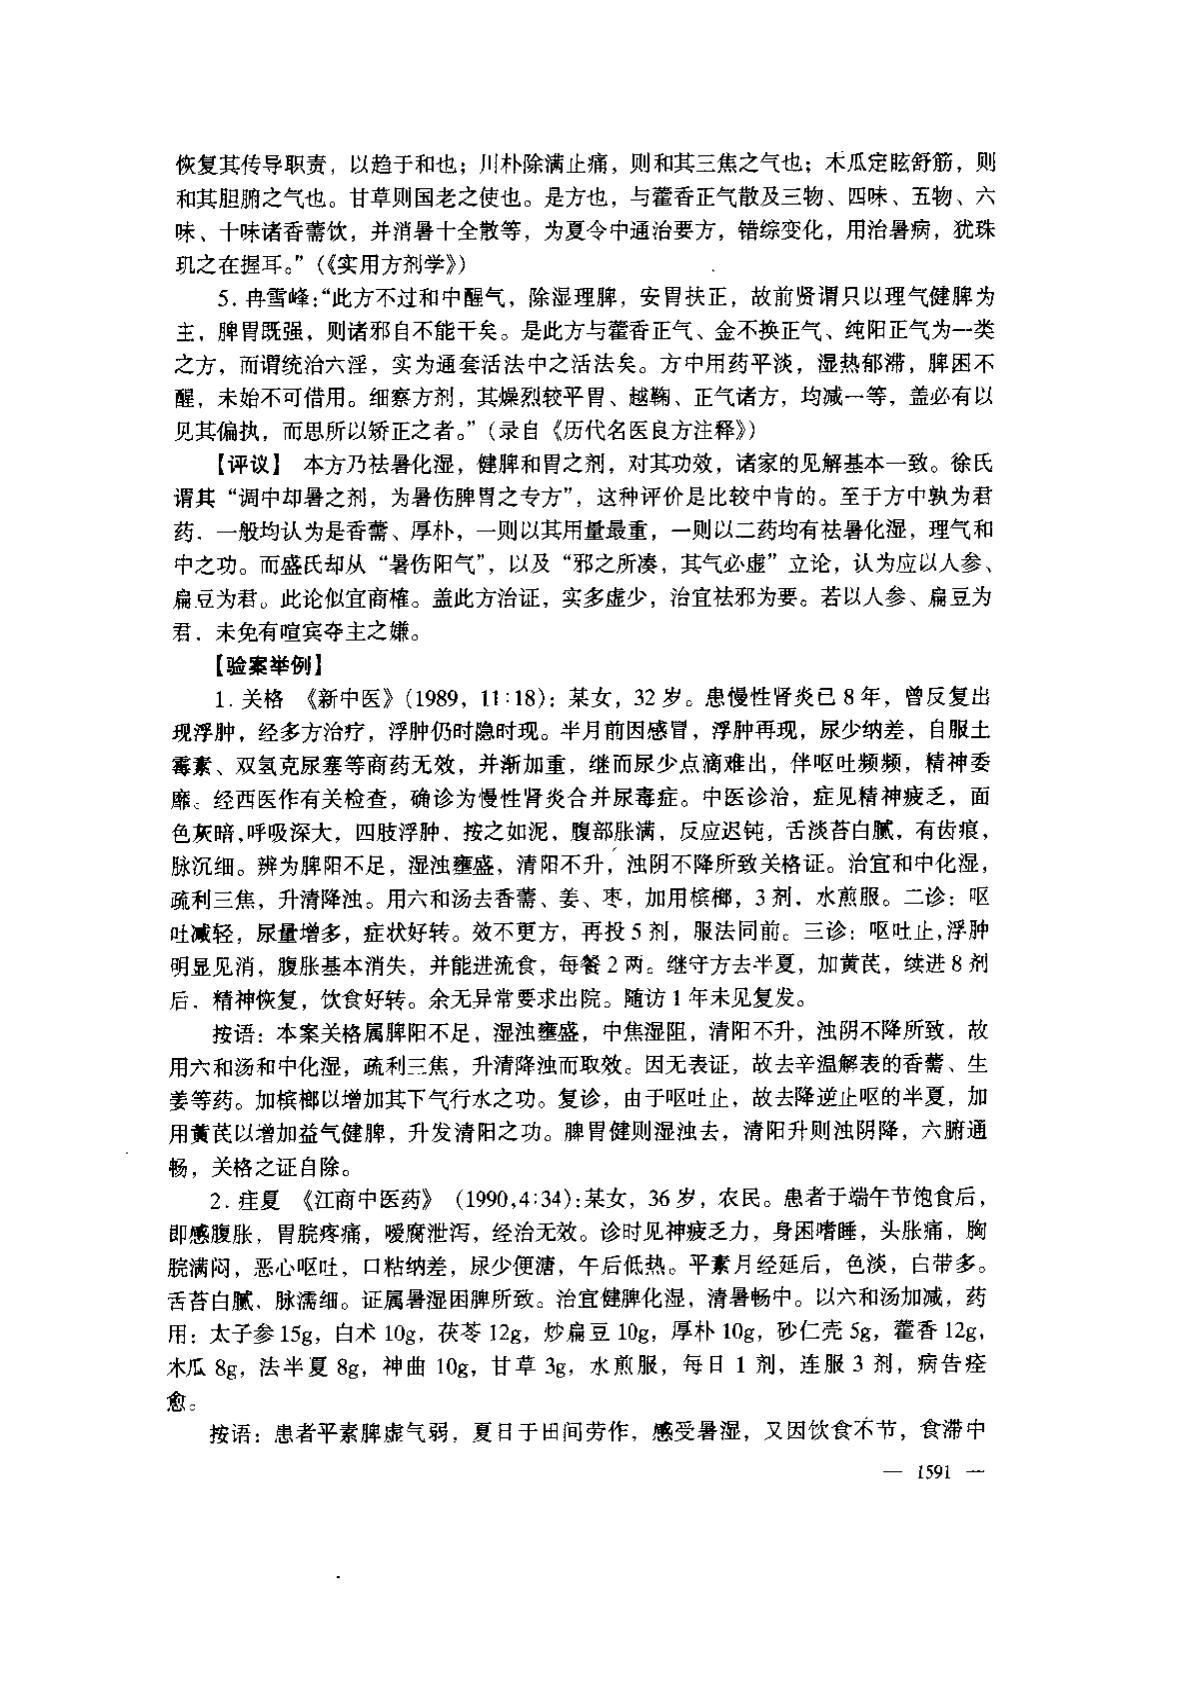 恢复其传导职责，以趋于和也；川朴除满止痛，则和其三焦之气也；木瓜定眩舒筋，则
和其胆腑之气也。甘草则国老之使也。是方也，与藿香正气散及三物、四味、五物、六
味、十味诸香薷饮，并消暑十全散等，为夏令中通治要方，错综变化，用治暑病，犹珠
玑之在握耳。”（《实用方剂学》）
5. 冉雪峰：“此方不过和中醒气，除湿理脾，安胃扶正，故前贤谓只以理气健脾为
主，脾胃既强，则诸邪自不能干矣。是此方与藿香正气、金不换正气、纯阳正气为一类
之方，而谓统治六淫，实为通套活法中之活法矣。方中用药平淡，湿热郁滞，脾困不
醒，未始不可借用。细察方剂，其燥烈较平胃、越鞠、正气诸方，均减一等，盖必有以
见其偏执，而思所以矫正之者。”（录自《历代名医良方注释》）
【评议】 本方乃祛暑化湿，健脾和胃之剂，对其功效，诸家的见解基本一致。徐氏
谓其“调中却暑之剂，为暑伤脾胃之专方”，这种评价是比较中肯的。至于方中孰为君
药，一般均认为是香薷、厚朴，一则以其用量最重，一则以二药均有祛暑化湿，理气和
中之功。而盛氏却从“暑伤阳气”，以及“邪之所凑，其气必虚”立论，认为应以人参、
扁豆为君。此论似宜商榷。盖此方治证，实多虚少，治宜祛邪为要。若以人参、扁豆为
君，未免有喧宾夺主之嫌。
【验案举例】
1. 关格 《新中医》（1989，11:18）：某女，32 岁。患慢性肾炎已 8 年，曾反复出
现浮肿，经多方治疗，浮肿仍时隐时现。半月前因感冒，浮肿再现，尿少纳差，自服土
霉素、双氢克尿塞等商药无效，并渐加重，继而尿少点滴难出，伴呕吐频频，精神委
靡。经西医作有关检查，确诊为慢性肾炎合并尿毒症。中医诊治，症见精神疲乏，面
色灰暗,呼吸深大，四肢浮肿，按之如泥，腹部胀满，反应迟钝，舌淡苔白腻，有齿痕，
脉沉细。辨为脾阳不足，湿浊壅盛，清阳不升，浊阴不降所致关格证。治宜和中化湿，
疏利三焦，升清降浊。用六和汤去香薷、姜、枣，加用槟榔，3 剂，水煎服。二诊：呕
吐减轻，尿量增多，症状好转。效不更方，再投 5 剂，服法同前。三诊：呕吐止,浮肿
明显见消，腹胀基本消失，并能进流食，每餐 2 两。继守方去半夏，加黄芪，续进 8 剂
后，精神恢复，饮食好转。余无异常要求出院。随访 1 年未见复发。
按语：本案关格属脾阳不足，湿浊壅盛，中焦湿阻，清阳不升，浊阴不降所致，故
用六和汤和中化湿，疏利三焦，升清降浊而取效。因无表证，故去辛温解表的香薷、生
姜等药。加槟榔以增加其下气行水之功。复诊，由于呕吐止，故去降逆止呕的半夏，加
用黄芪以增加益气健脾，升发清阳之功。脾胃健则湿浊去，清阳升则浊阴降，六腑通
畅，关格之证自除。
2. 疰夏 《江商中医药》（1990,4:34）:某女，36 岁，农民。患者于端午节饱食后，
即感腹胀，胃脘疼痛，嗳腐泄泻，经治无效。诊时见神疲乏力，身困嗜睡，头胀痛，胸
脘满闷，恶心呕吐，口粘纳差，尿少便溏，午后低热。平素月经延后，色淡，白带多。
舌苔白腻，脉濡细。证属暑湿困脾所致。治宜健脾化湿，清暑畅中。以六和汤加减，药
用：太子参 15g，白术 10g，茯苓 12g，炒扁豆 10g，厚朴 10g，砂仁壳 5g，藿香 12g，
木瓜 8g，法半夏 8g，神曲 10g，甘草 3g，水煎服，每日 1 剂，连服 3 剂，病告痊
愈。
按语：患者平素脾虚气弱，夏日于田间劳作，感受暑湿，又因饮食不节，食滞中
— 1591 —